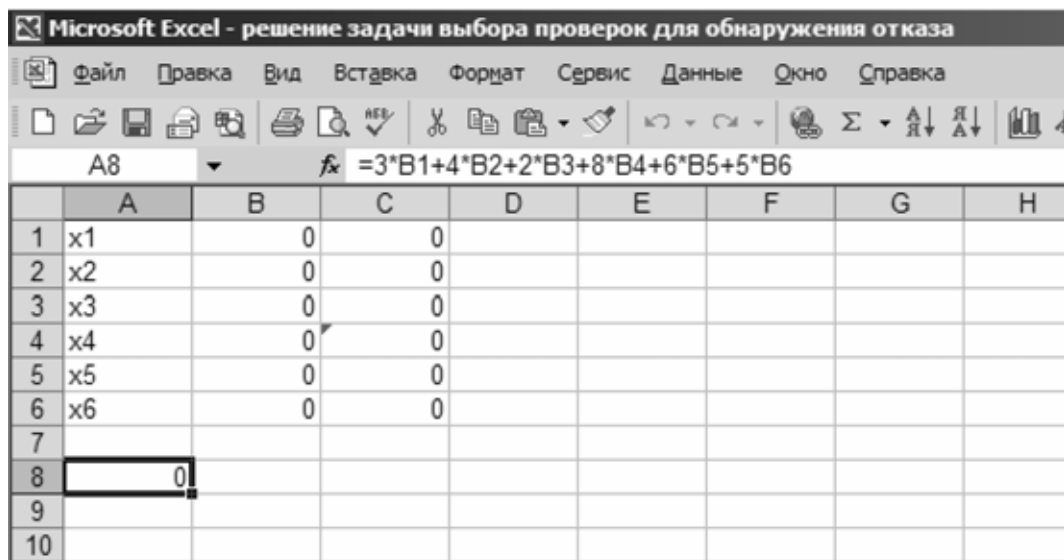 Microsoft Excel - решение задачи выбора проверок для обнаружения отказа
Файл Правка Вид Вставка Формат Сервис Данные Окно Справка
A8 fx =3*B1+4*B2+2*B3+8*B4+6*B5+5*B6
A B C D E F G H
1 x1 0 0
2 x2 0 0
3 x3 0 0
4 x4 0 0
5 x5 0 0
6 x6 0 0
7
8 0
9
10